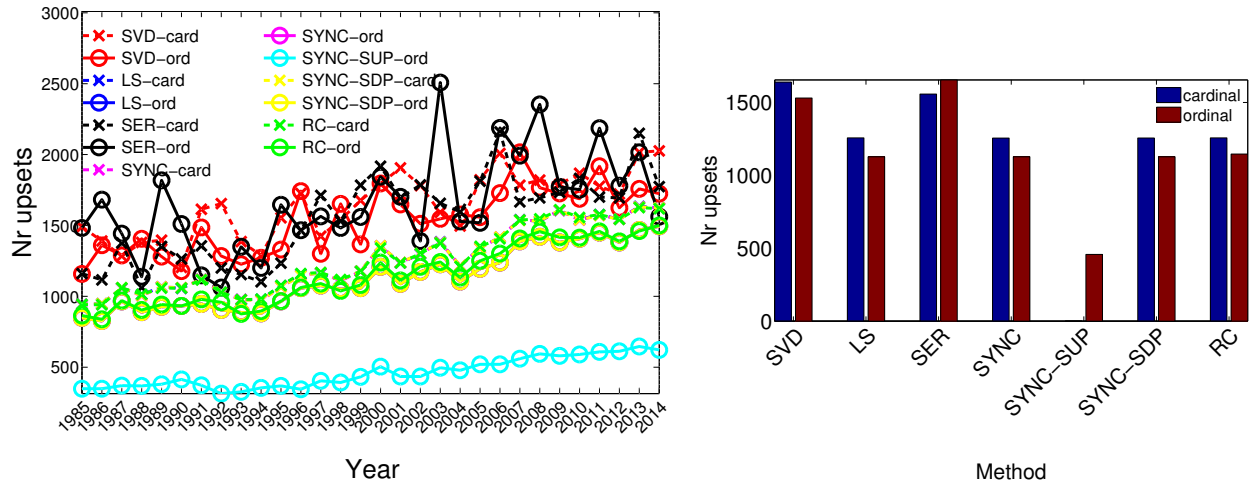 3000
2500
2000
1500
1000
500
Nr upsets
SVD-card
SVD-ord
LS-card
LS-ord
SER-card
SER-ord
SYNC-card
SYNC-ord
SYNC-SUP-ord
SYNC-SDP-card
SYNC-SDP-ord
RC-card
RC-ord
1985
1986
1987
1988
1989
1990
1991
1992
1993
1994
1995
1996
1997
1998
1999
2000
2001
2002
2003
2004
2005
2006
2007
2008
2009
2010
2011
2012
2013
2014
Year
1500
1000
500
0
Nr upsets
cardinal
ordinal
SVD
LS
SER
SYNC
SYNC-SUP
SYNC-SDP
RC
Method